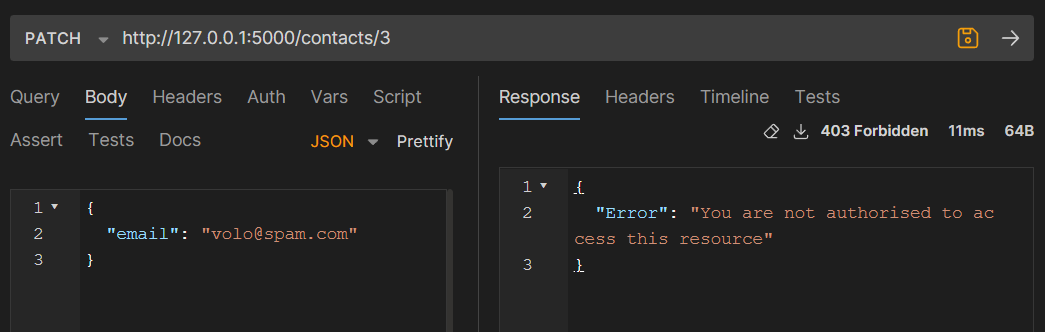 PATCH http://127.0.0.1:5000/contacts/3
Query Body Headers Auth Vars Script
Assert Tests Docs JSON Prettify
1 {
2 "email": "volo@spam.com"
3 }
Response Headers Timeline Tests
403 Forbidden 11ms 64B
1 {
2 "Error": "You are not authorised to ac
cess this resource"
3 }